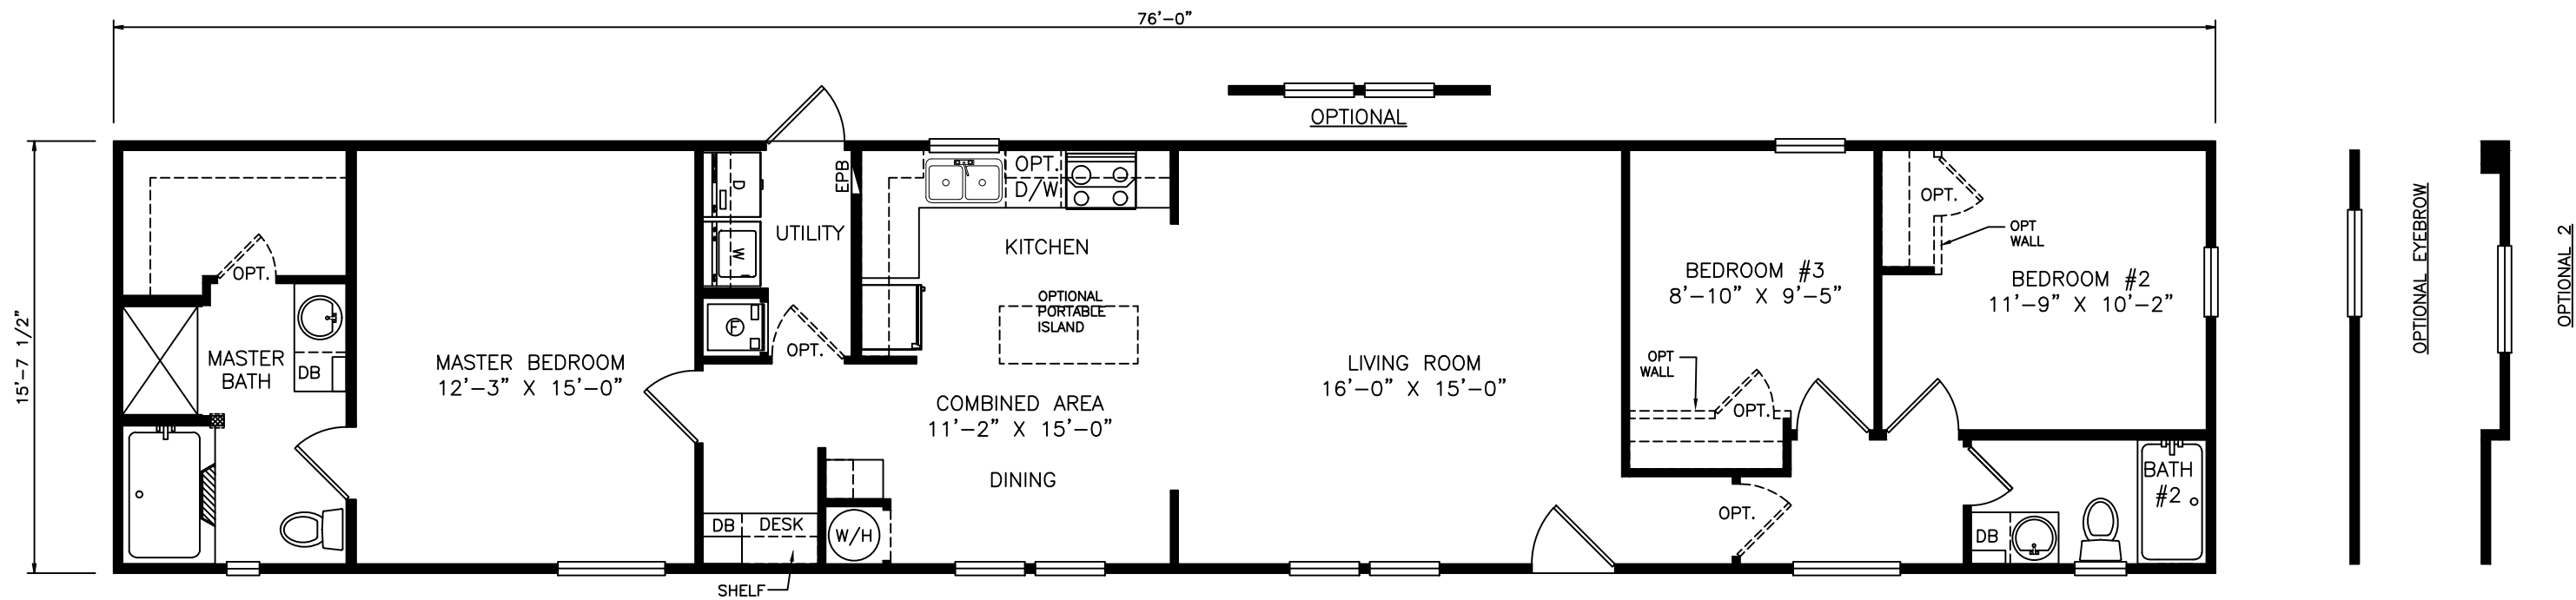 76'-0"
OPTIONAL
15'-7 1/2"
OPT.
MASTER
BATH
DB
MASTER BEDROOM
12'-3" X 15'-0"
D
W
F
UTILITY
EPB
OPT.
DB
DESK
SHELF
W/H
OPT.
D/W
KITCHEN
OPTIONAL
PORTABLE
ISLAND
COMBINED AREA
11'-2" X 15'-0"
DINING
LIVING ROOM
16'-0" X 15'-0"
BEDROOM #3
8'-10" X 9'-5"
OPT
WALL
OPT.
OPT.
OPT.
OPT
WALL
BEDROOM #2
11'-9" X 10'-2"
BATH
#2
DB
OPTIONAL EYEBROW
OPTIONAL 2